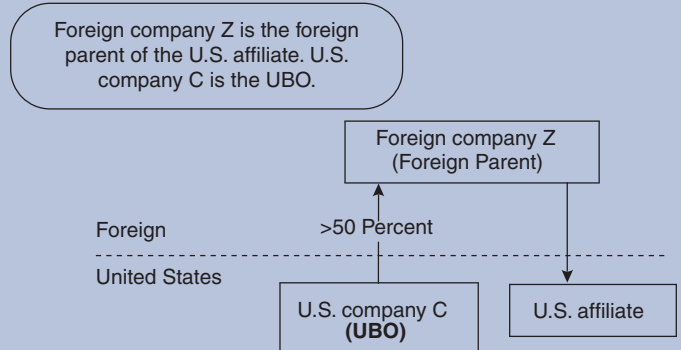 Foreign company Z is the foreign
parent of the U.S. affiliate. U.S.
company C is the UBO.
Foreign company Z
(Foreign Parent)
Foreign
>50 Percent
United States
U.S. company C
(UBO)
U.S. affiliate